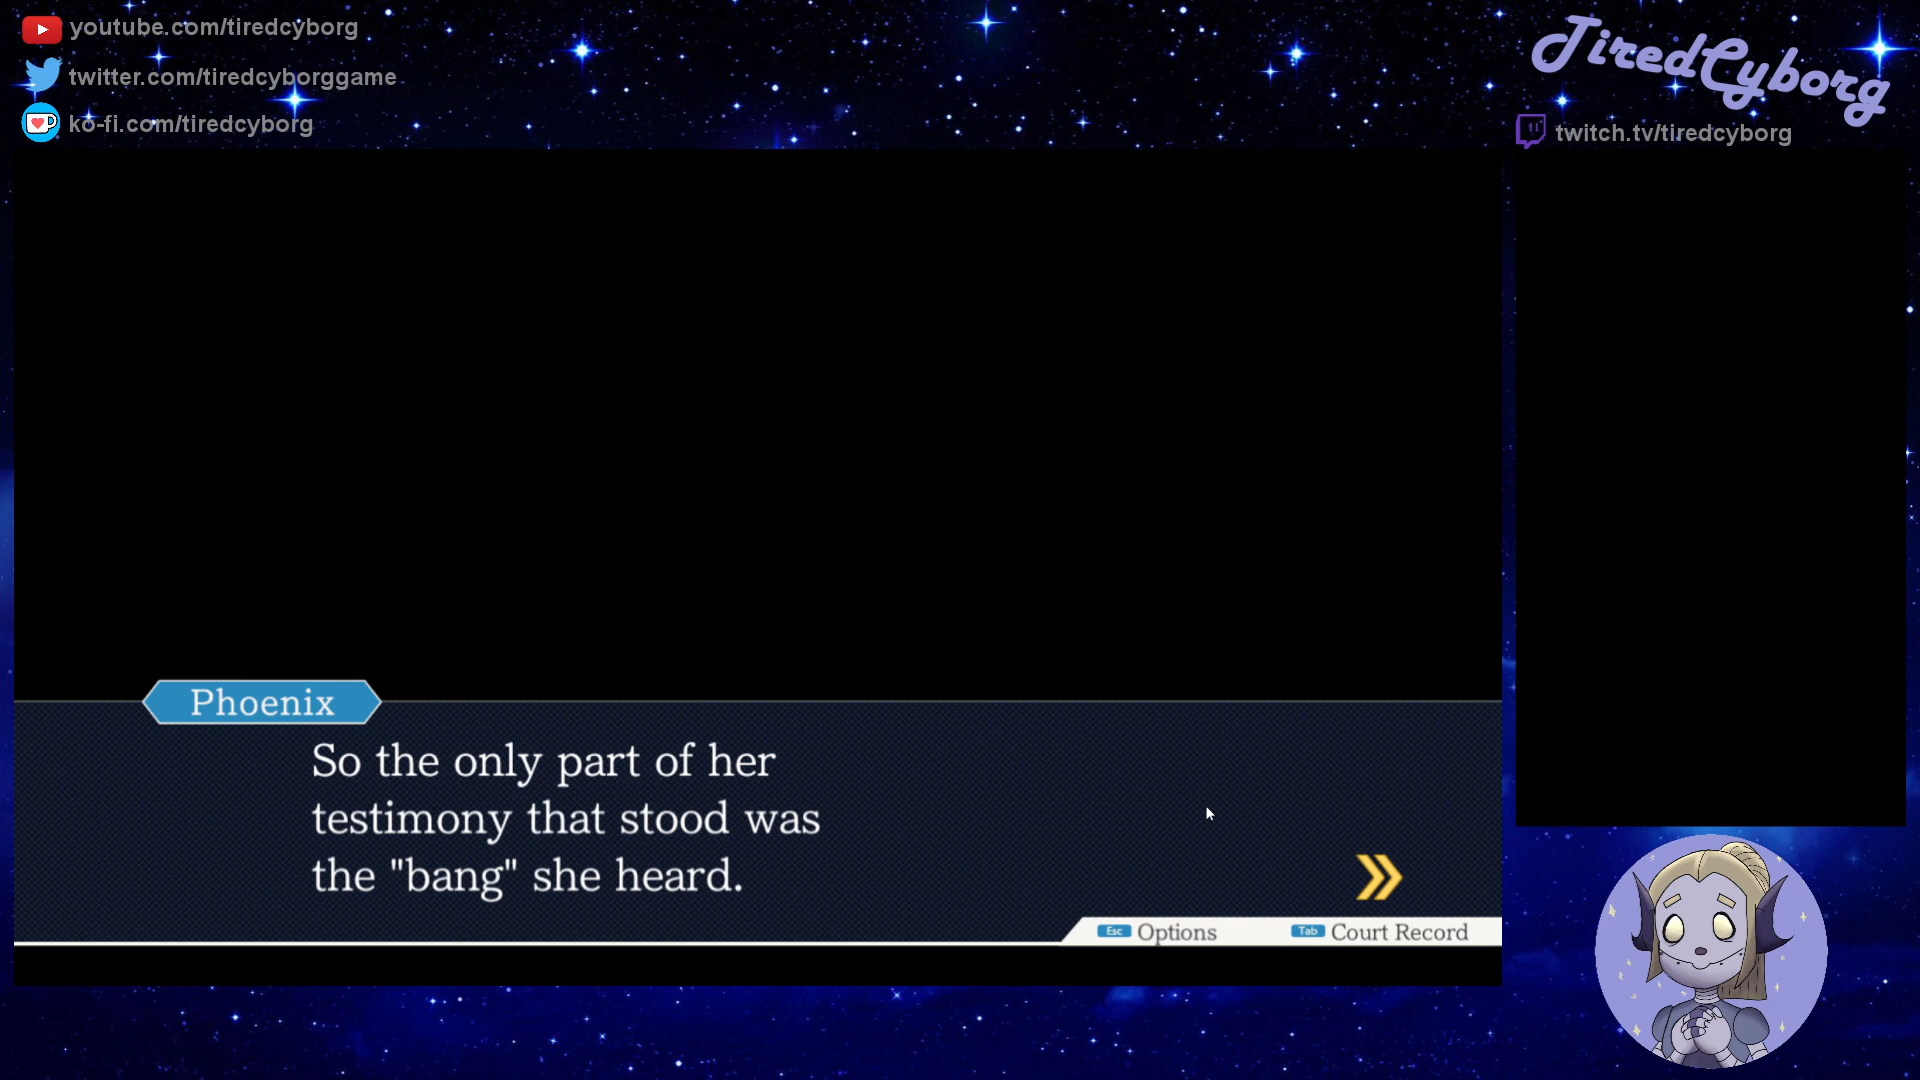 youtube.com/tiredcyborg
twitter.com/tiredcyborggame
ko-fi.com/tiredcyborg
TiredCyborg
twitch.tv/tiredcyborg
Phoenix
So the only part of her
testimony that stood was
the "bang" she heard.
Esc Options
Tab Court Record